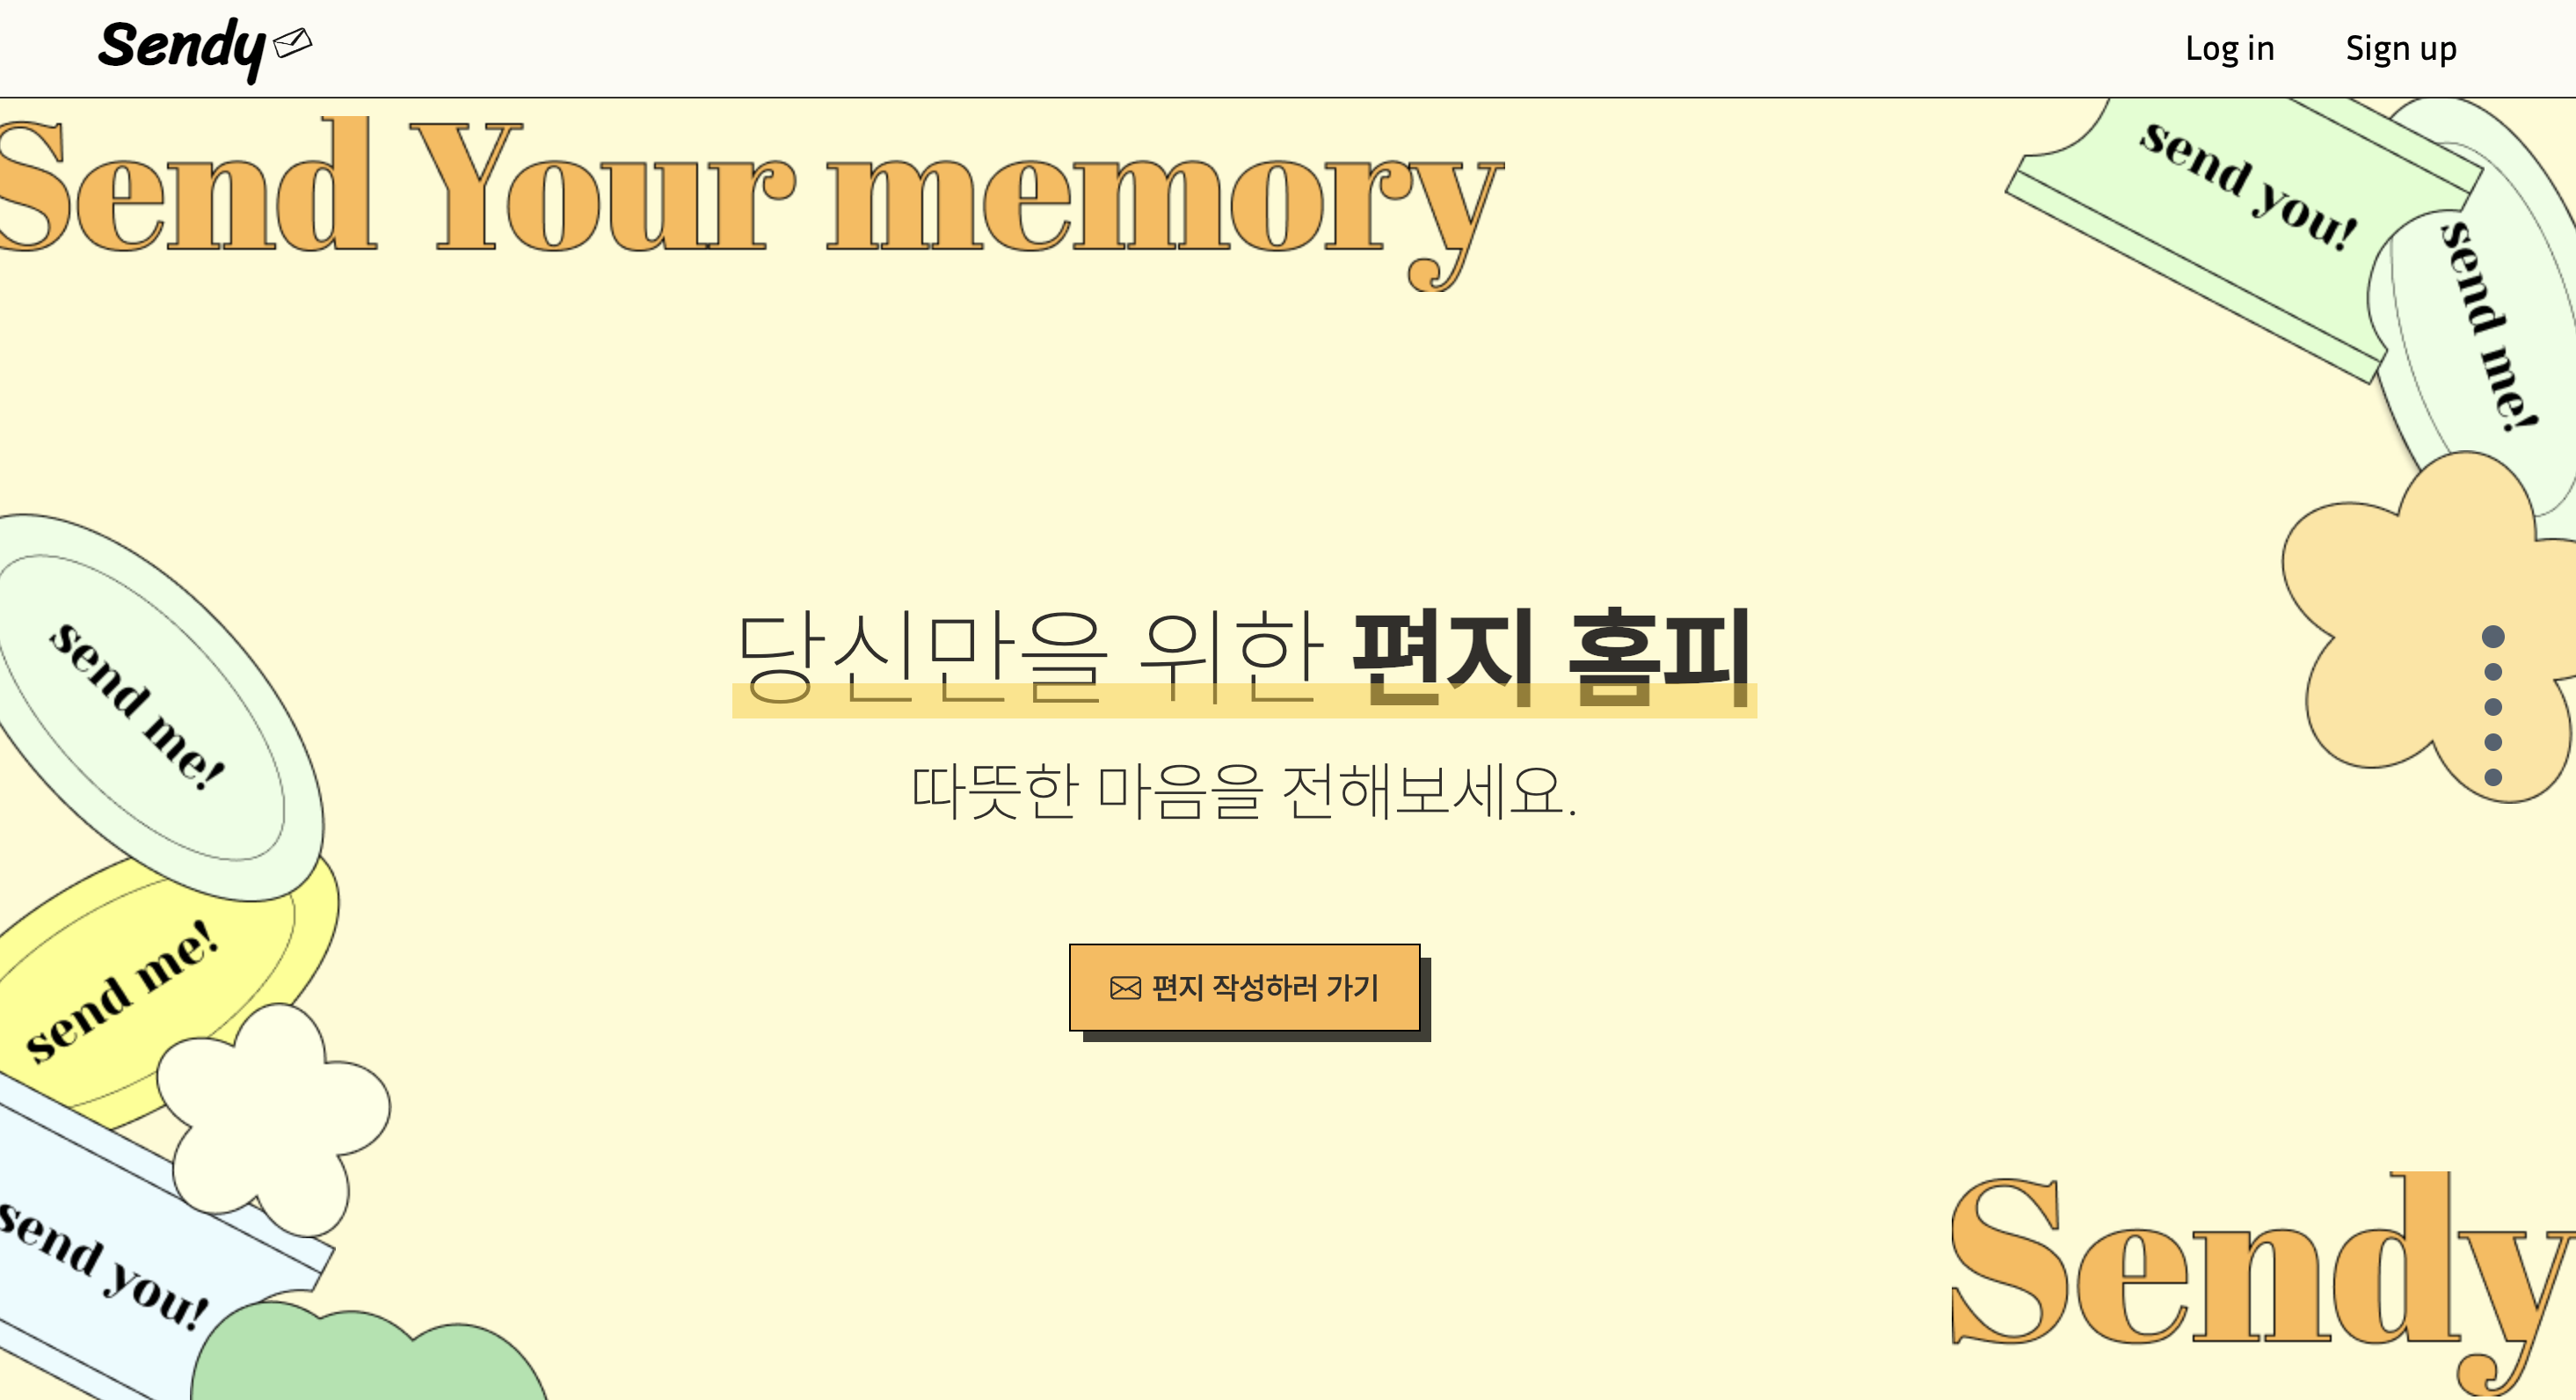 Sendy
Log in
Sign up
Send Your memory
send you!
send me!
당신만을 위한 편지 홈피
따뜻한 마음을 전해보세요.
send me!
send me!
편지 작성하러 가기
send you!
Sendy